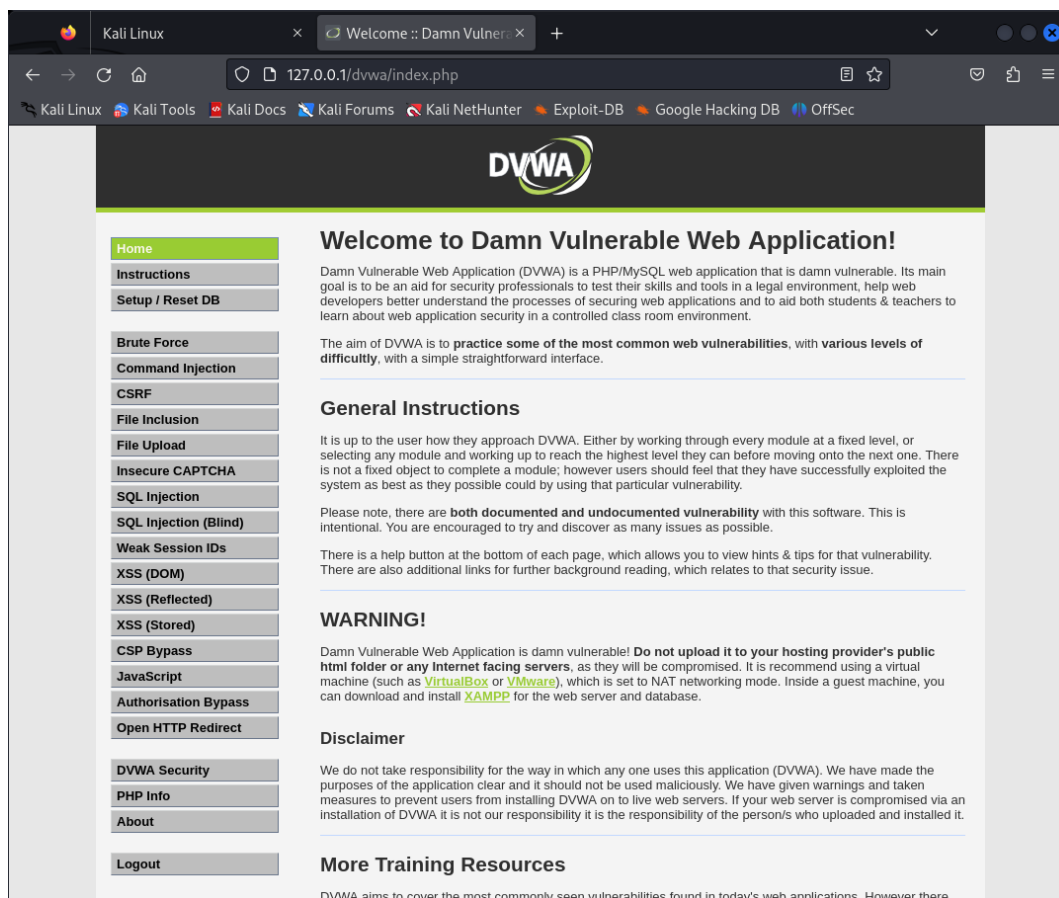 Kali Linux
Welcome :: Damn Vulnera
127.0.0.1/dvwa/index.php
Kali Linux
Kali Tools
Kali Docs
Kali Forums
Kali NetHunter
Exploit-DB
Google Hacking DB
OffSec
DVWA
Home
Instructions
Setup / Reset DB
Brute Force
Command Injection
CSRF
File Inclusion
File Upload
Insecure CAPTCHA
SQL Injection
SQL Injection (Blind)
Weak Session IDs
XSS (DOM)
XSS (Reflected)
XSS (Stored)
CSP Bypass
JavaScript
Authorisation Bypass
Open HTTP Redirect
DVWA Security
PHP Info
About
Logout
Welcome to Damn Vulnerable Web Application!
Damn Vulnerable Web Application (DVWA) is a PHP/MySQL web application that is damn vulnerable. Its main
goal is to be an aid for security professionals to test their skills and tools in a legal environment, help web
developers better understand the processes of securing web applications and to aid both students & teachers to
learn about web application security in a controlled class room environment.
The aim of DVWA is to practice some of the most common web vulnerabilities, with various levels of
difficultly, with a simple straightforward interface.
General Instructions
It is up to the user how they approach DVWA. Either by working through every module at a fixed level, or
selecting any module and working up to reach the highest level they can before moving onto the next one. There
is not a fixed object to complete a module; however users should feel that they have successfully exploited the
system as best as they possible could by using that particular vulnerability.
Please note, there are both documented and undocumented vulnerability with this software. This is
intentional. You are encouraged to try and discover as many issues as possible.
There is a help button at the bottom of each page, which allows you to view hints & tips for that vulnerability.
There are also additional links for further background reading, which relates to that security issue.
WARNING!
Damn Vulnerable Web Application is damn vulnerable! Do not upload it to your hosting provider's public
html folder or any Internet facing servers, as they will be compromised. It is recommend using a virtual
machine (such as VirtualBox or VMware), which is set to NAT networking mode. Inside a guest machine, you
can download and install XAMPP for the web server and database.
Disclaimer
We do not take responsibility for the way in which any one uses this application (DVWA). We have made the
purposes of the application clear and it should not be used maliciously. We have given warnings and taken
measures to prevent users from installing DVWA on to live web servers. If your web server is compromised via an
installation of DVWA it is not our responsibility it is the responsibility of the person/s who uploaded and installed it.
More Training Resources
DVWA aims to cover the most commonly seen vulnerabilities found in today's web applications. However there